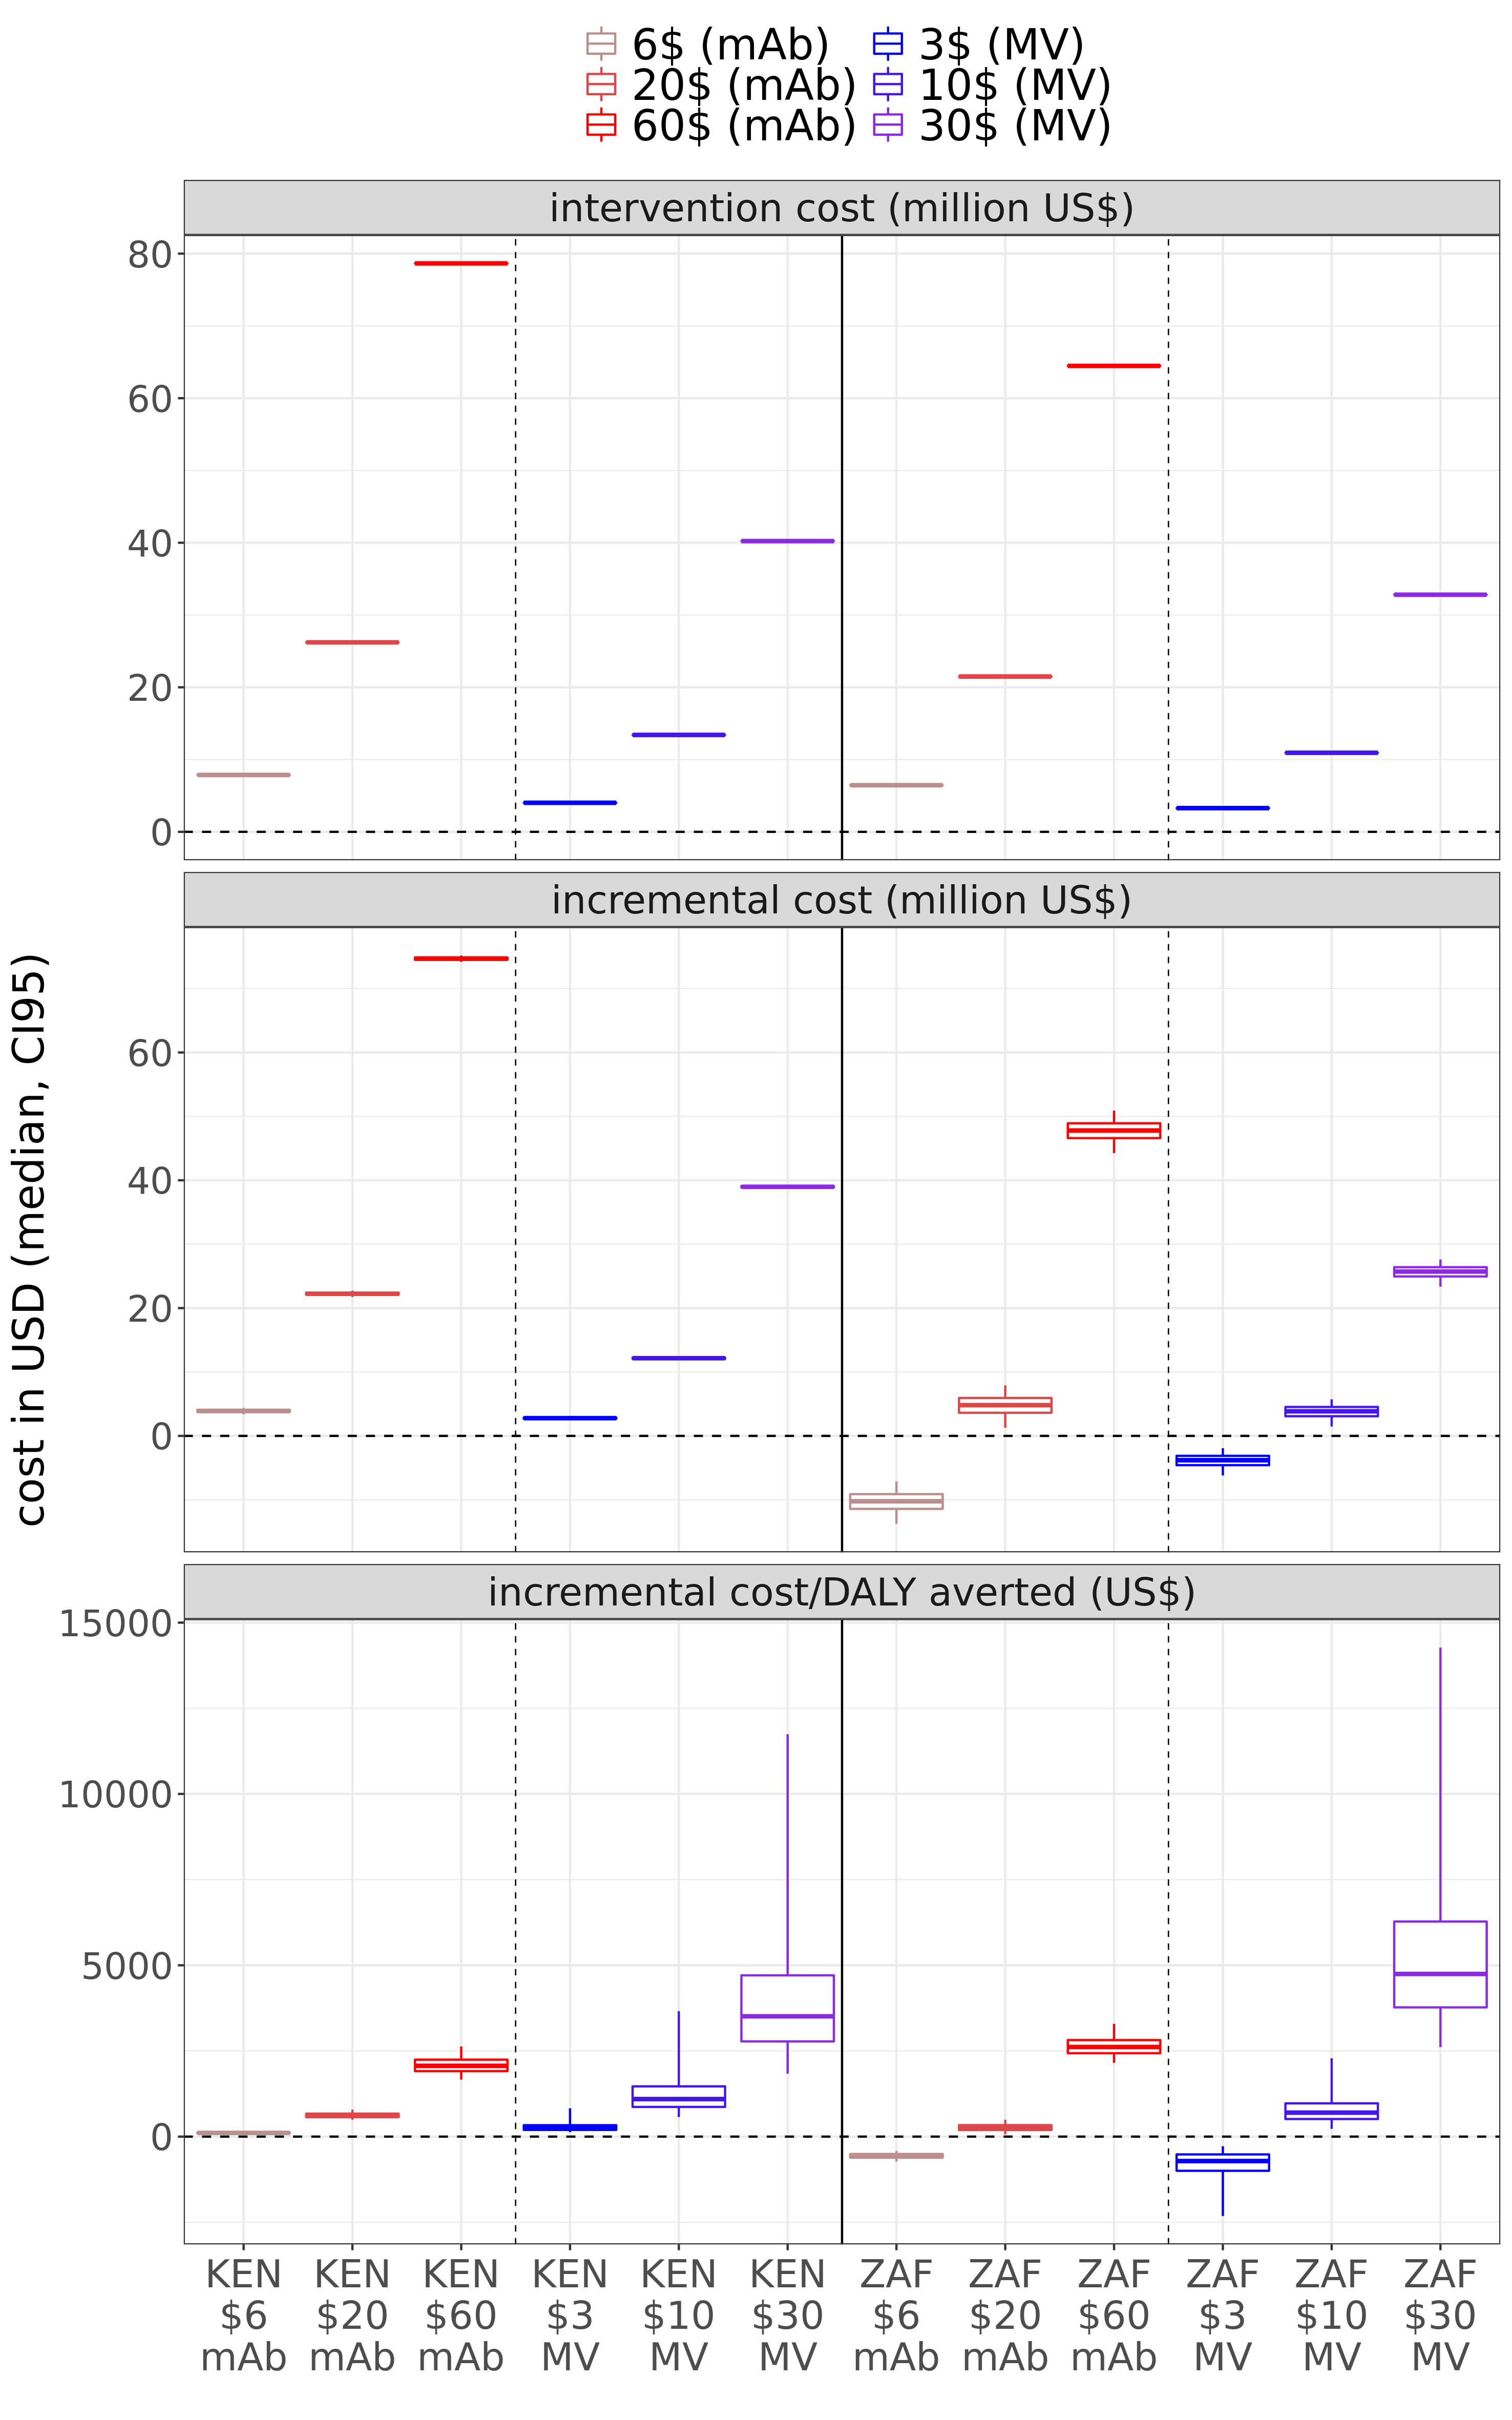 6$ (mAb) 3$ (MV)
20$ (mAb) 10$ (MV)
60$ (mAb) 30$ (MV)
intervention cost (million US$)
80
60
40
20
0
incremental cost (million US$)
60
40
20
0
cost in USD (median, CI95)
incremental cost/DALY averted (US$)
15000
10000
5000
0
KEN KEN KEN KEN KEN KEN ZAF ZAF ZAF ZAF ZAF ZAF
$6 $20 $60 $3 $10 $30 $6 $20 $60 $3 $10 $30
mAb mAb mAb MV MV MV mAb mAb mAb MV MV MV